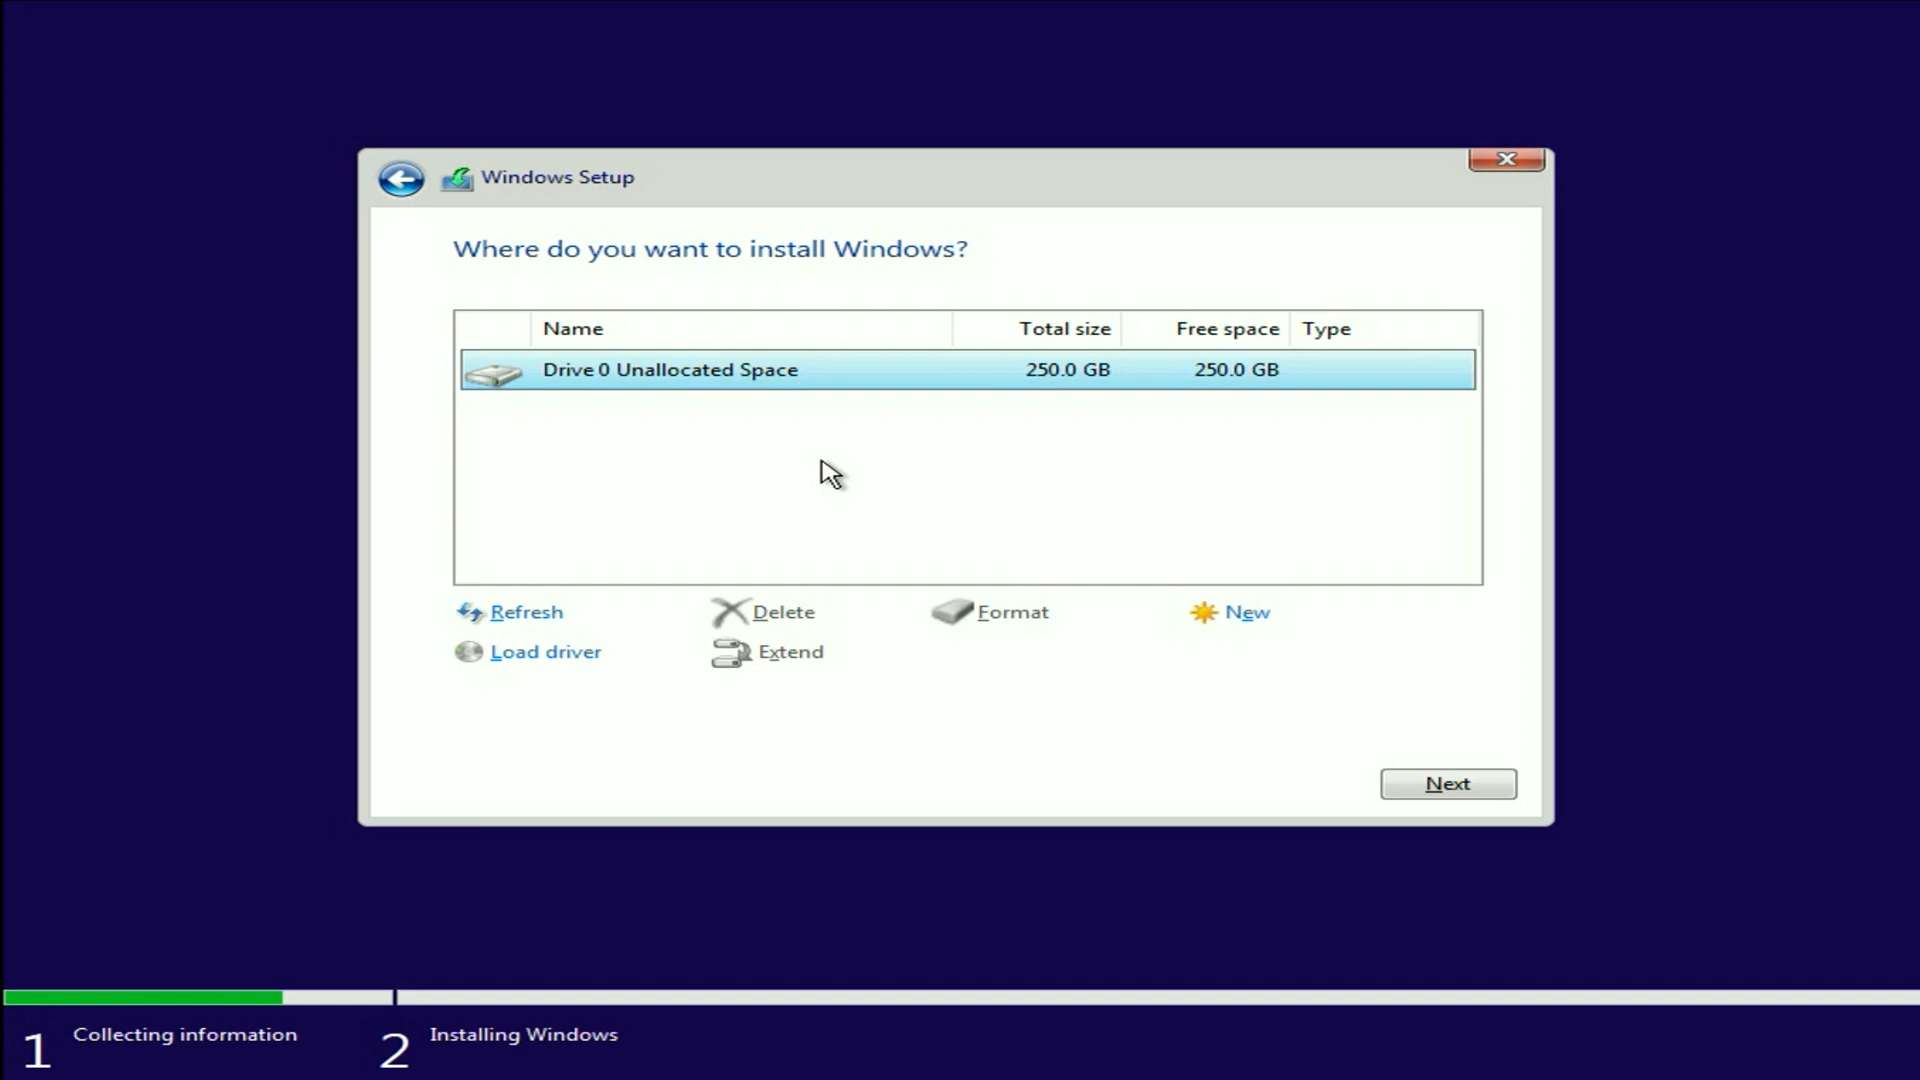 Windows Setup
Where do you want to install Windows?
Name Total size Free space Type
Drive 0 Unallocated Space 250.0 GB 250.0 GB
Refresh Delete Format New
Load driver Extend
Next
1 Collecting information 2 Installing Windows